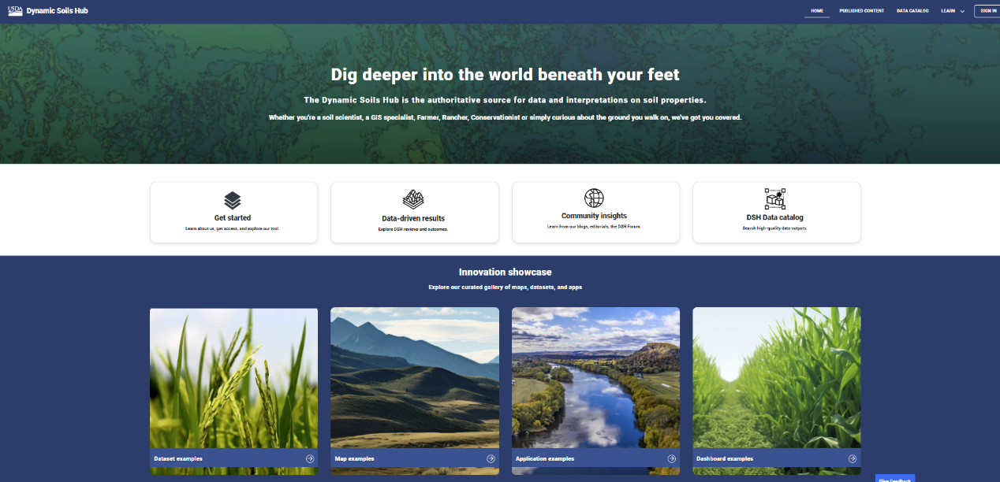 USDA
Dynamic Soils Hub
HOME
PUBLISHED CONTENT
DATA CATALOG
LEARN
SIGN IN
Dig deeper into the world beneath your feet
The Dynamic Soils Hub is the authoritative source for data and interpretations on soil properties.
Whether you're a soil scientist, a GIS specialist, Farmer, Rancher, Conservationist or simply curious about the ground you walk on, we've got you covered.
Get started
Learn about us, get access, and explore our tool.
Data-driven results
Explore DSH reviews and outcomes.
Community insights
Learn from our blogs, editorials, the DSH Forum.
DSH Data catalog
Search high-quality data outputs.
Innovation showcase
Explore our curated gallery of maps, datasets, and apps
Dataset examples
Map examples
Application examples
Dashboard examples
Give Feedback